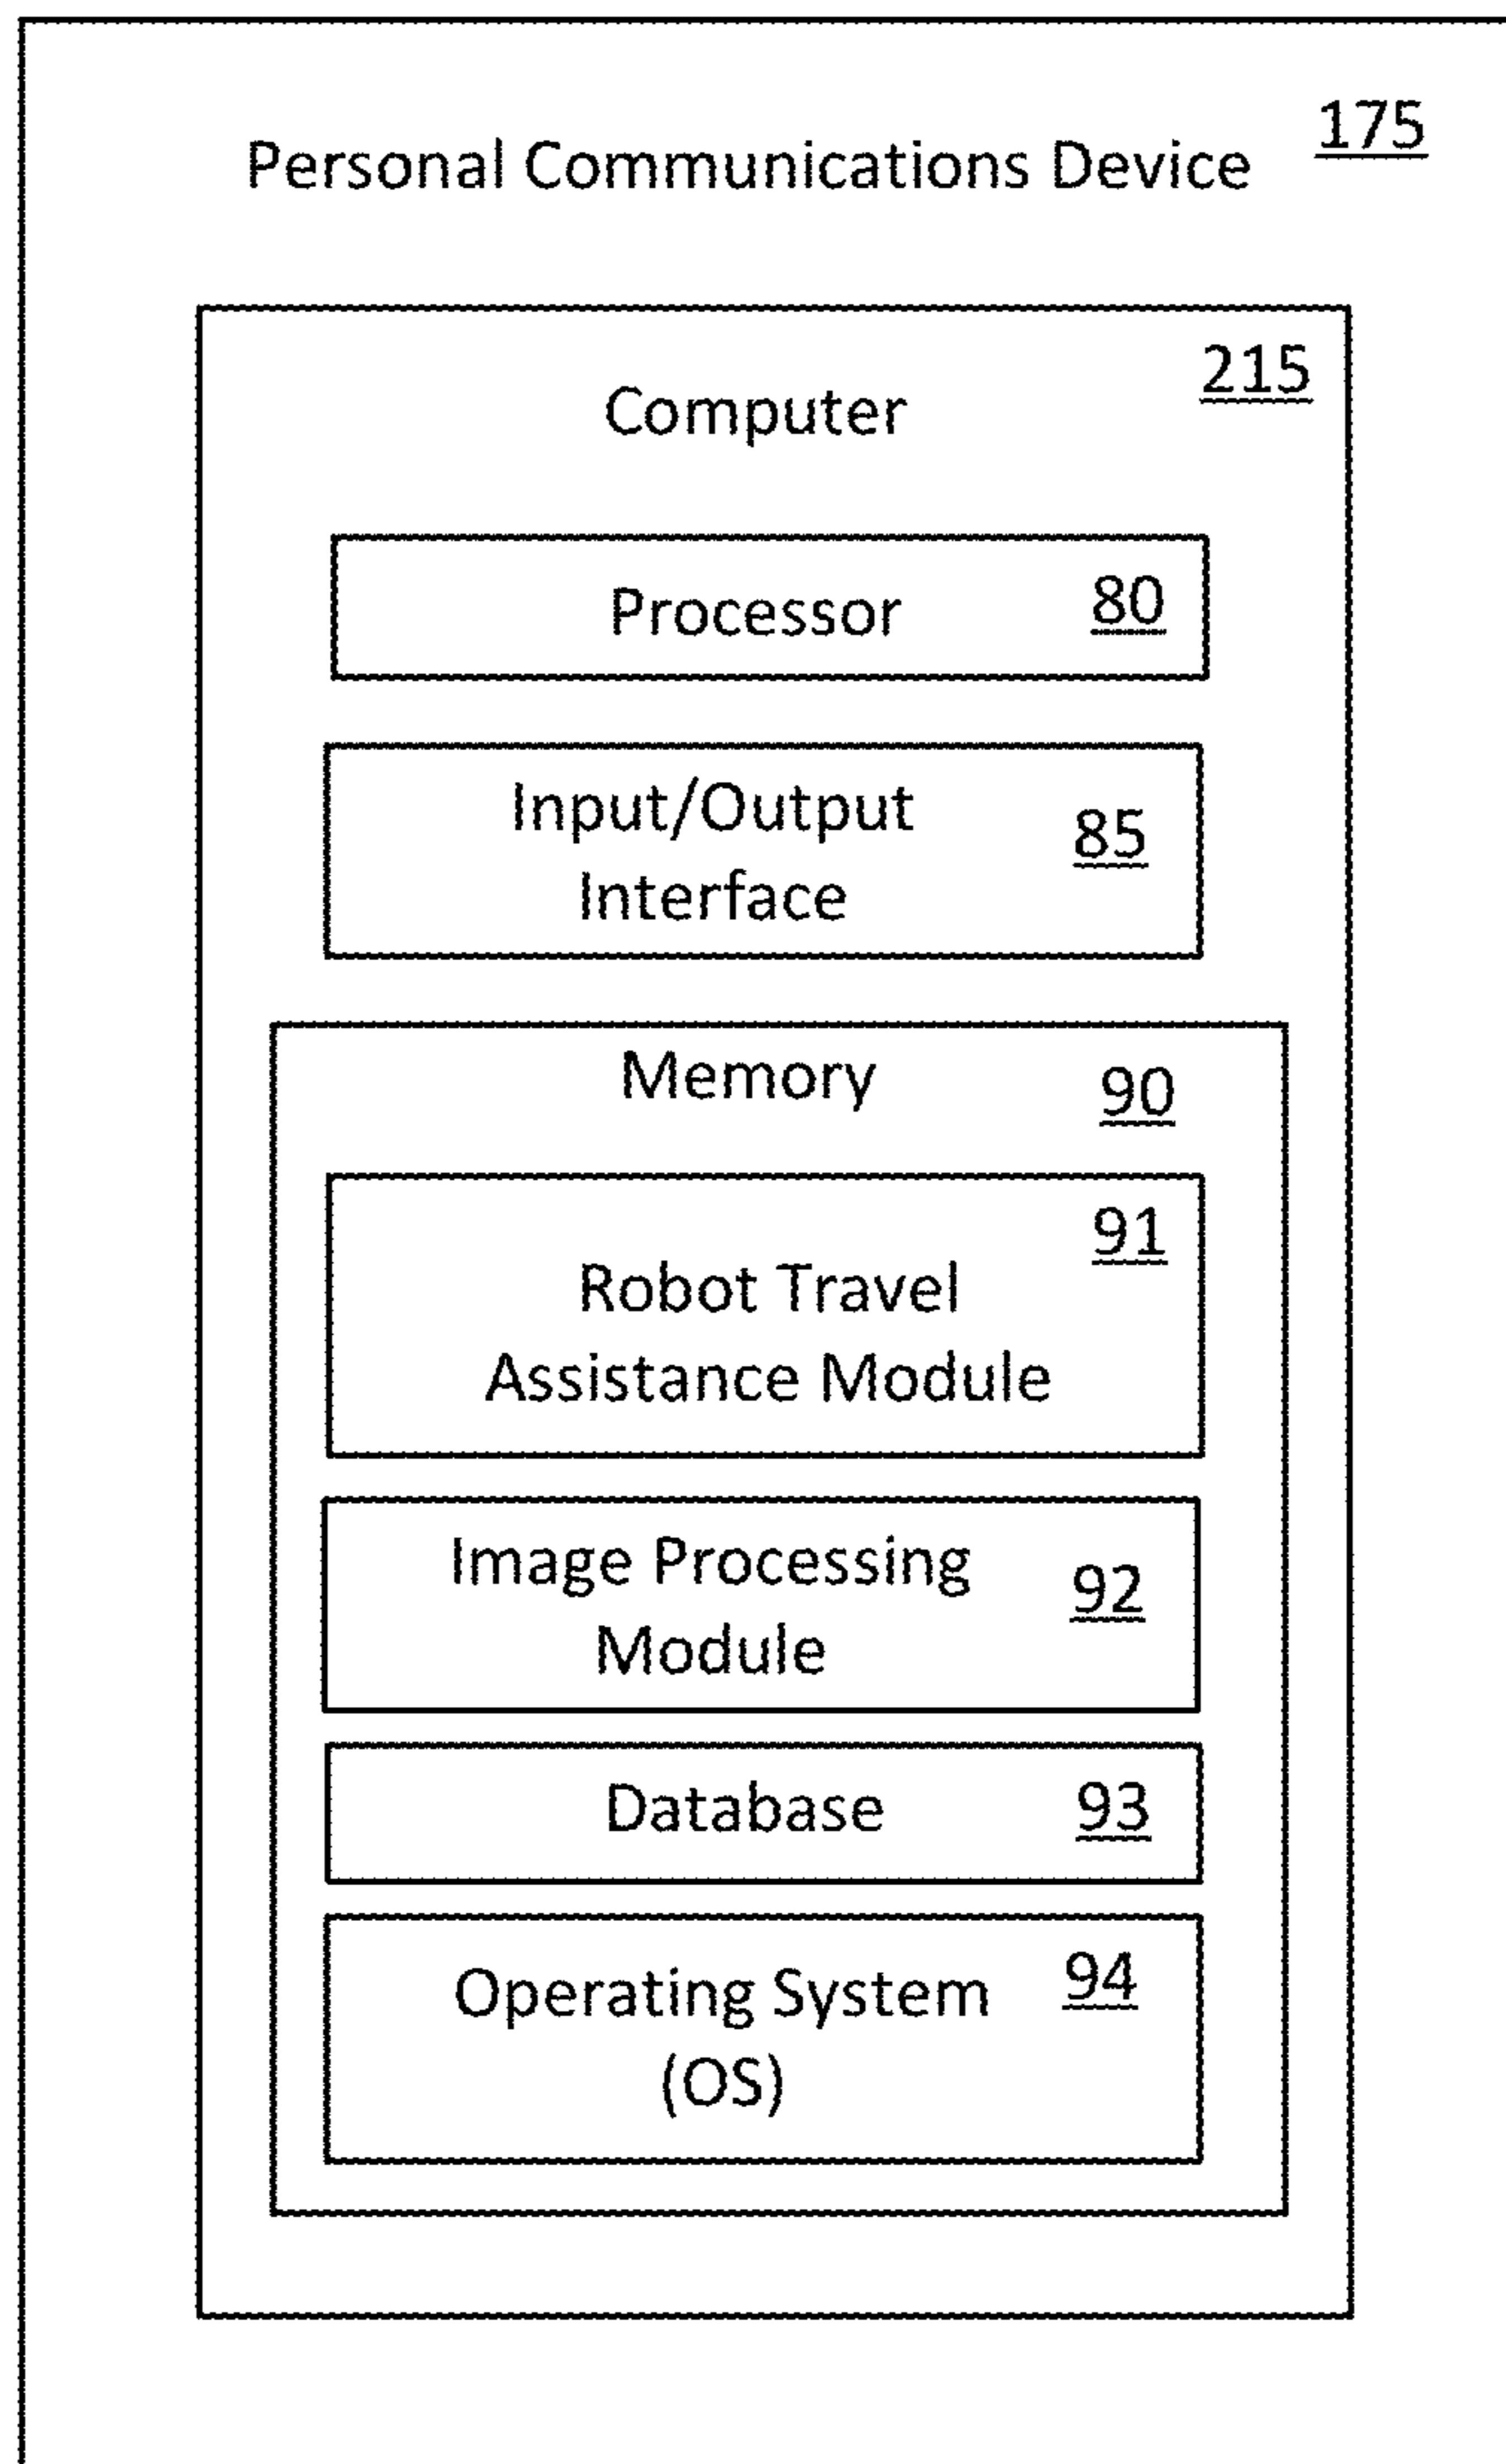 175
Personal Communications Device
215
Computer
Processor 80
Input/Output
85
Interface
Memory 90
91
Robot Travel
Assistance Module
Image Processing
92
Module
Database 93
Operating System 94
(OS)